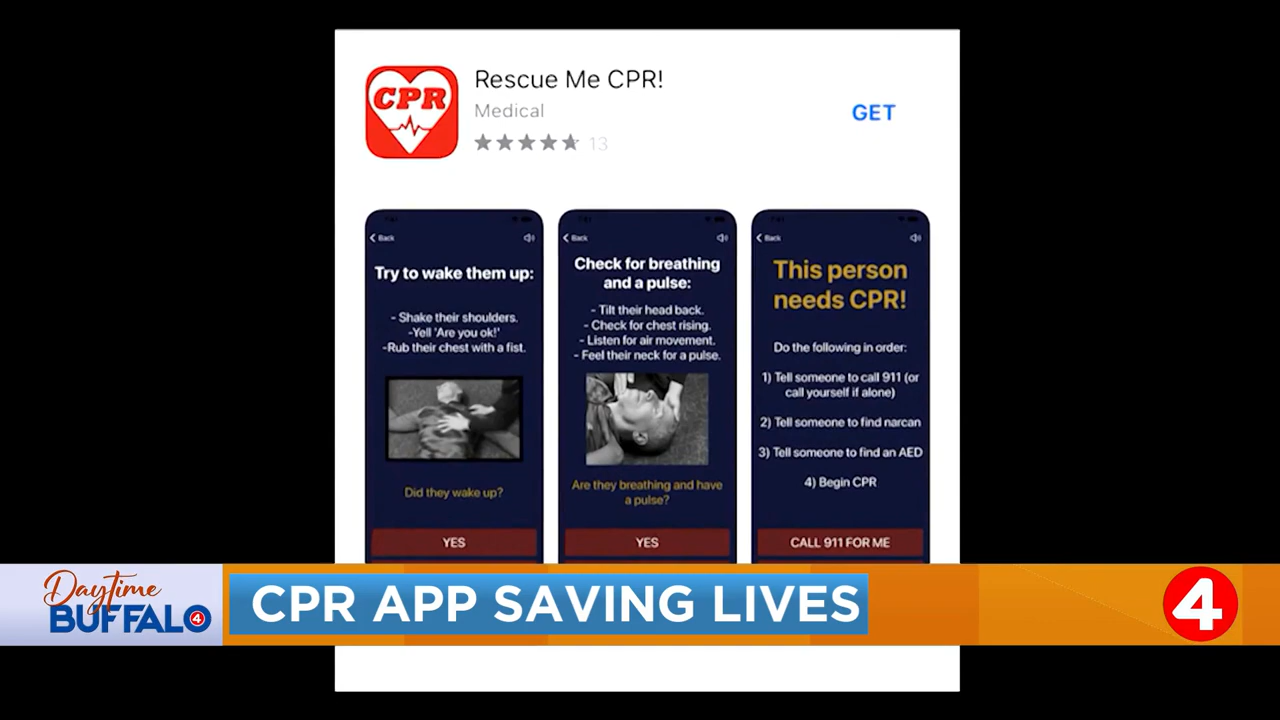 CPR
Rescue Me CPR!
Medical
GET
13
Back
Try to wake them up:
- Shake their shoulders.
-Yell 'Are you ok!'
-Rub their chest with a fist.
Did they wake up?
YES
Back
Check for breathing
and a pulse:
- Tilt their head back.
- Check for chest rising.
- Listen for air movement.
- Feel their neck for a pulse.
Are they breathing and have
a pulse?
YES
Back
This person
needs CPR!
Do the following in order:
1) Tell someone to call 911 (or
call yourself if alone)
2) Tell someone to find narcan
3) Tell someone to find an AED
4) Begin CPR
CALL 911 FOR ME
Daytime
BUFFALO 4
CPR APP SAVING LIVES
4